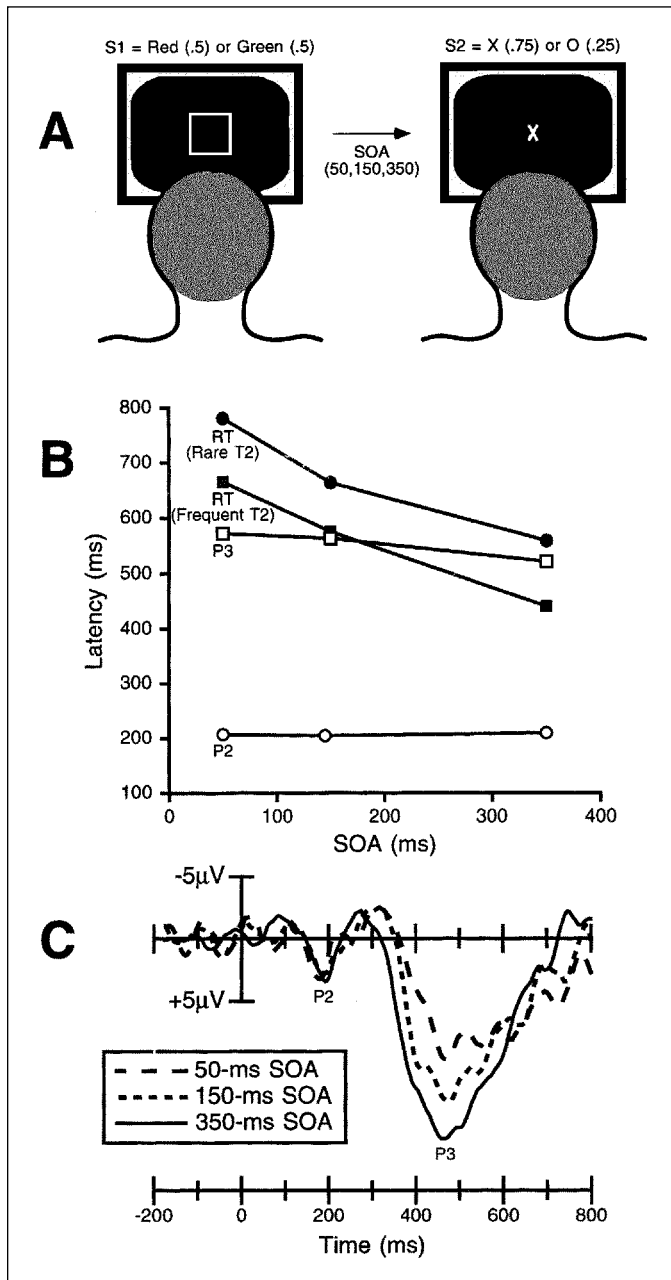 S1 = Red (.5) or Green (.5)
S2 = X (.75) or O (.25)
A
SOA
(50,150,350)
X
B
800
700
600
500
400
300
200
100
Latency (ms)
RT
(Rare T2)
RT
(Frequent T2)
P3
P2
0
100
200
300
400
SOA (ms)
C
-5µV
+5µV
P2
P3
50-ms SOA
150-ms SOA
350-ms SOA
-200
0
200
400
600
800
Time (ms)